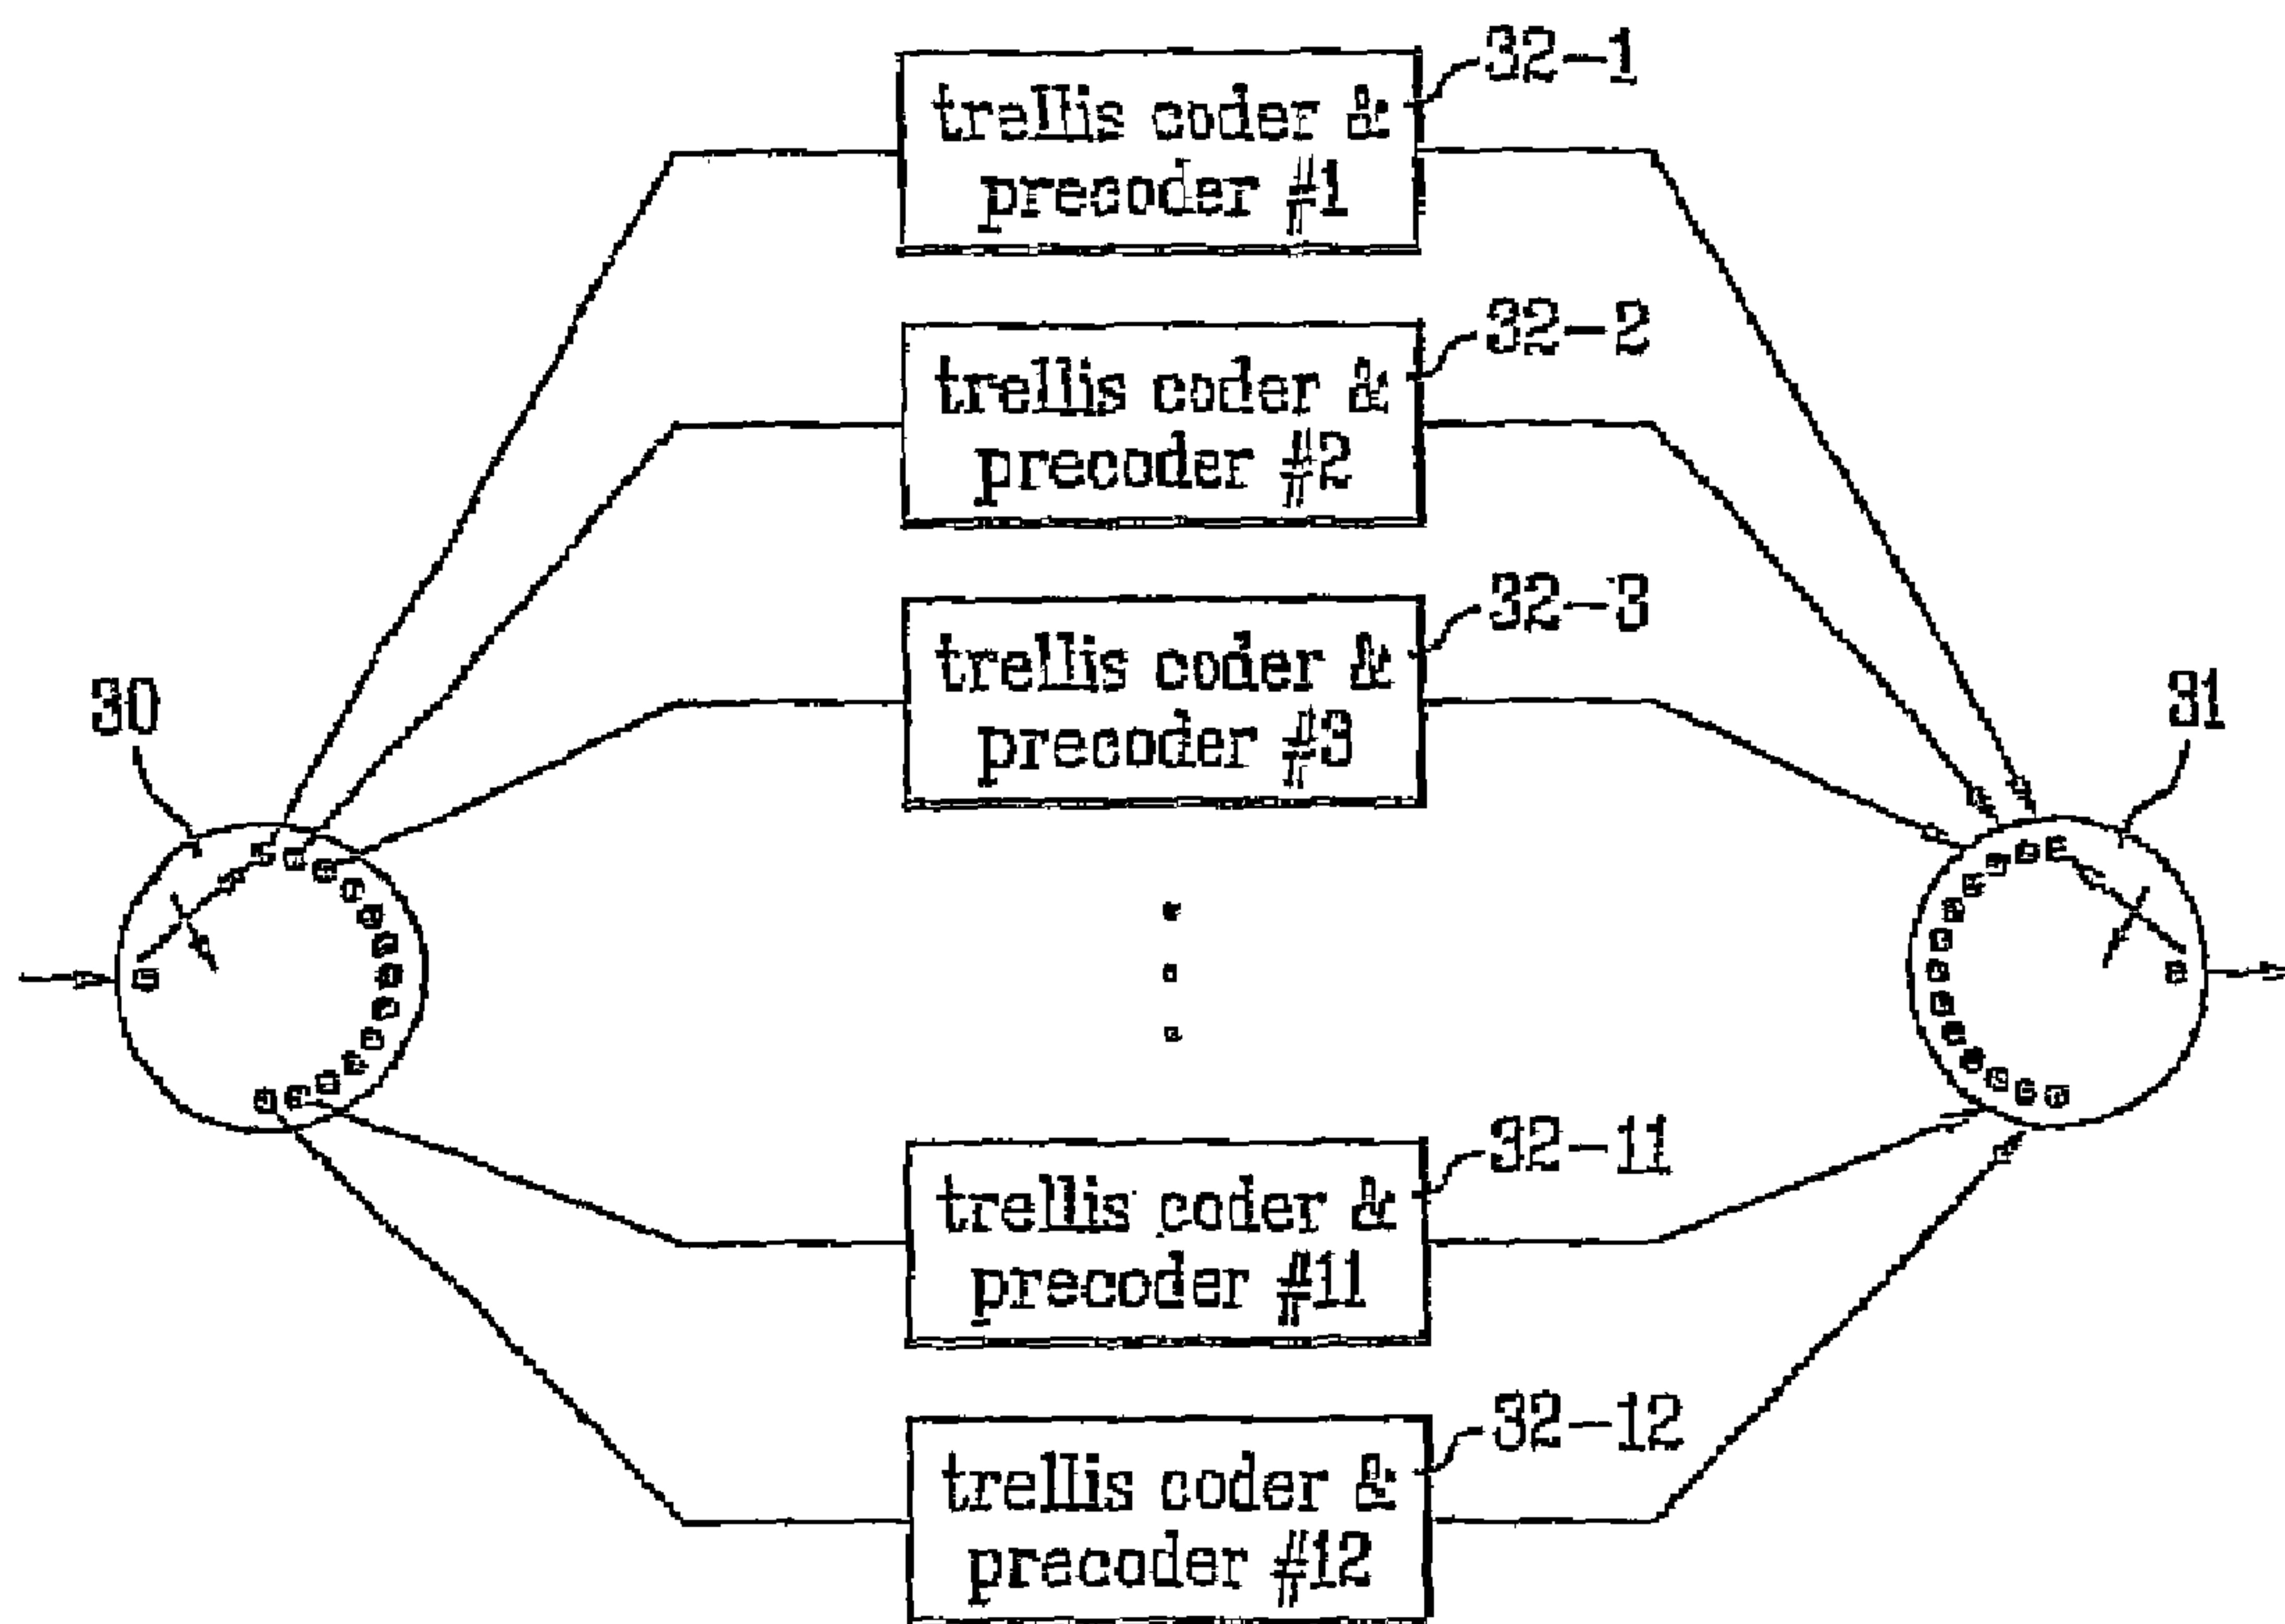 32-1
trellis coder &
precoder #1
32-2
trellis coder &
precoder #2
32-3
trellis coder &
precoder #3
30
31
32-11
trellis coder &
precoder #11
32-12
trellis coder &
precoder #12